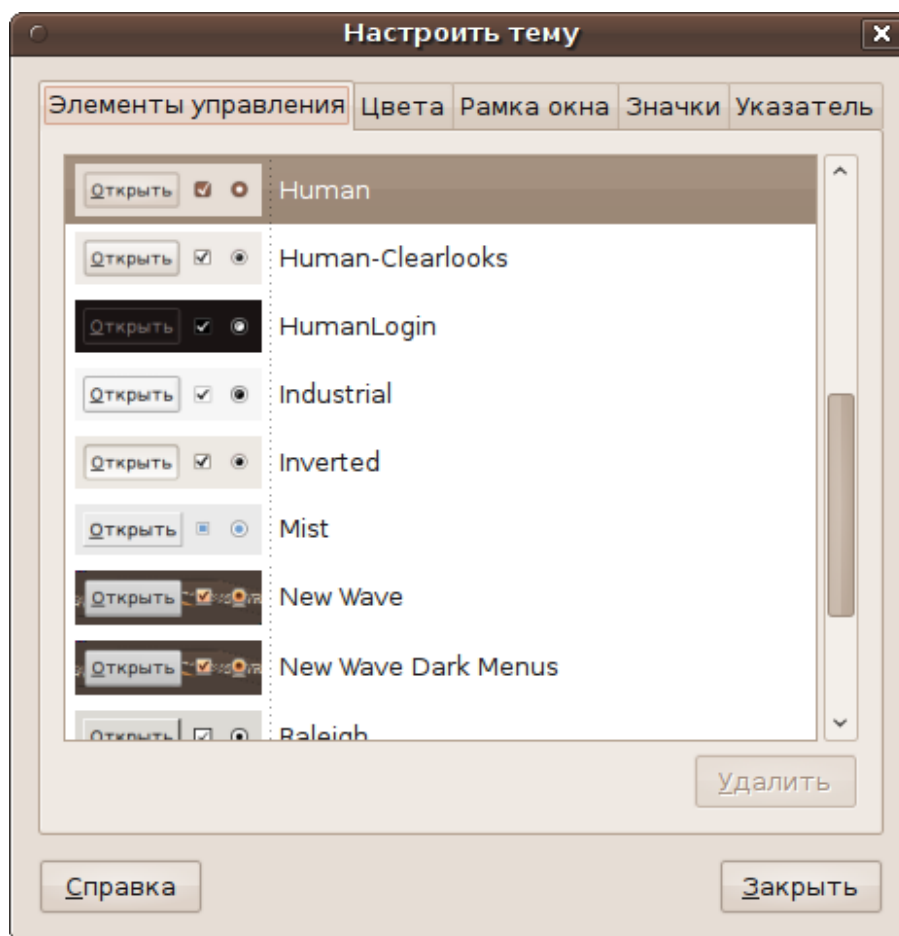 Настроить тему
Элементы управления Цвета Рамка окна Значки Указатель
Открыть Human
Открыть Human-Clearlooks
Открыть HumanLogin
Открыть Industrial
Открыть Inverted
Открыть Mist
Открыть New Wave
Открыть New Wave Dark Menus
Открыть Raleigh
Удалить
Справка Закрыть